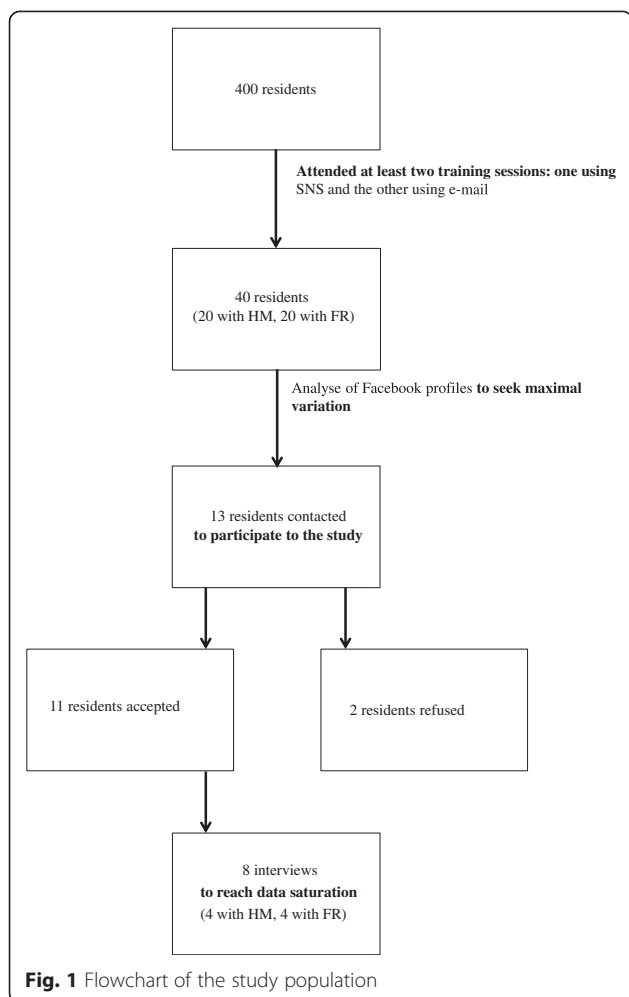 400 residents
Attended at least two training sessions: one using
SNS and the other using e-mail
40 residents
(20 with HM, 20 with FR)
Analyse of Facebook profiles to seek maximal
variation
13 residents contacted
to participate to the study
11 residents accepted
2 residents refused
8 interviews
to reach data saturation
(4 with HM, 4 with FR)
Fig. 1 Flowchart of the study population